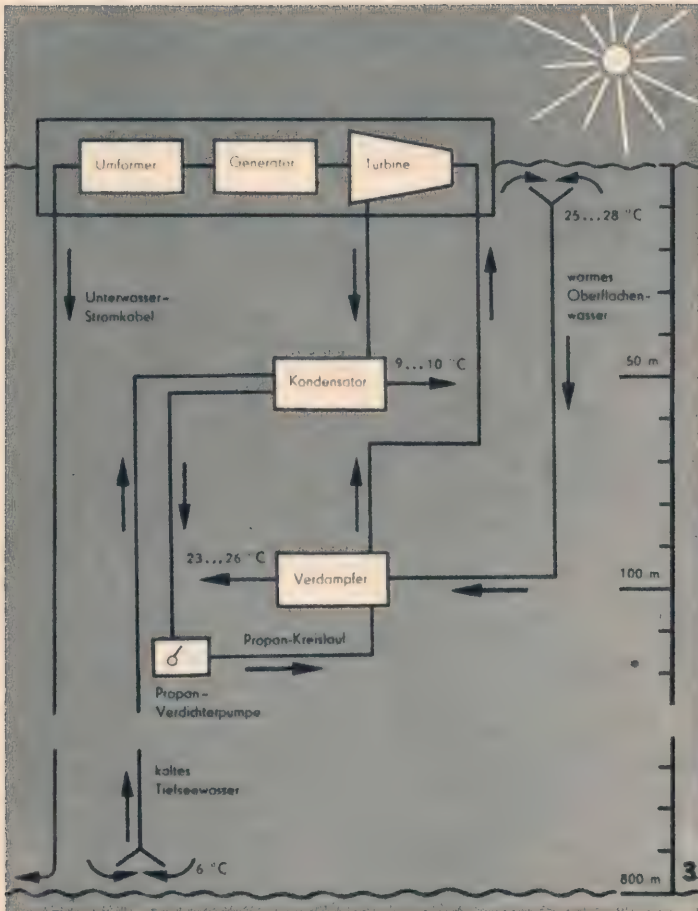 Umformer
Generator
Turbine
25...28 °C
warmes
Oberflächen-
wasser
Unterwasser-
Stromkabel
9...10 °C
50 m
Kondensator
23...26 °C
Verdampfer
100 m
Propan-Kreislauf
Propan-
Verdichterpumpe
kaltes
Tiefseewasser
6 °C
800 m
3